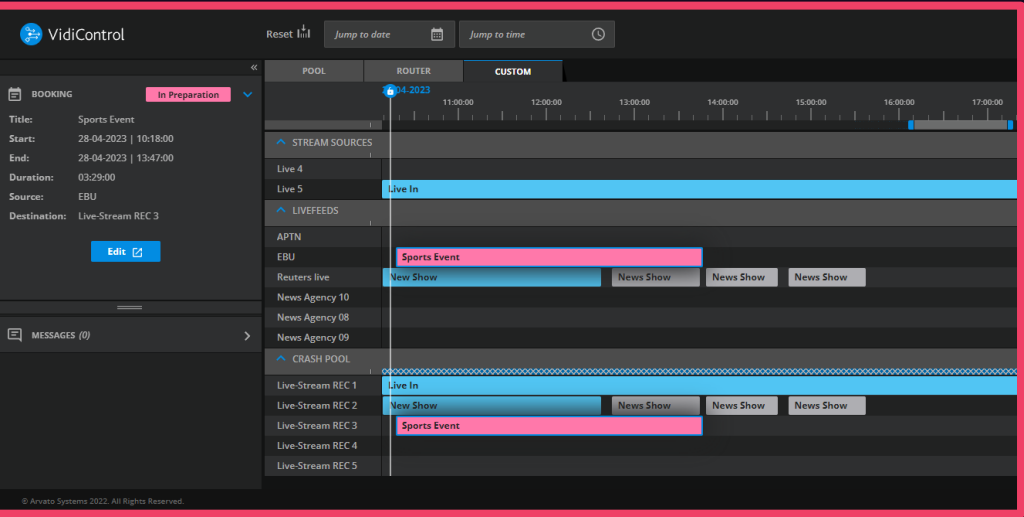 VidiControl
Reset
Jump to date
Jump to time
«
POOL
ROUTER
CUSTOM
BOOKING
In Preparation
Title: Sports Event
Start: 28-04-2023 | 10:18:00
End: 28-04-2023 | 13:47:00
Duration: 03:29:00
Source: EBU
Destination: Live-Stream REC 3
Edit
MESSAGES (0)
04-2023
11:00:00 12:00:00 13:00:00 14:00:00 15:00:00 16:00:00 17:00:00
STREAM SOURCES
Live 4
Live 5 Live In
LIVEFEEDS
APTN
EBU Sports Event
Reuters live New Show News Show News Show News Show
News Agency 10
News Agency 08
News Agency 09
CRASH POOL
Live-Stream REC 1 Live In
Live-Stream REC 2 New Show News Show News Show News Show
Live-Stream REC 3 Sports Event
Live-Stream REC 4
Live-Stream REC 5
© Arvato Systems 2022. All Rights Reserved.